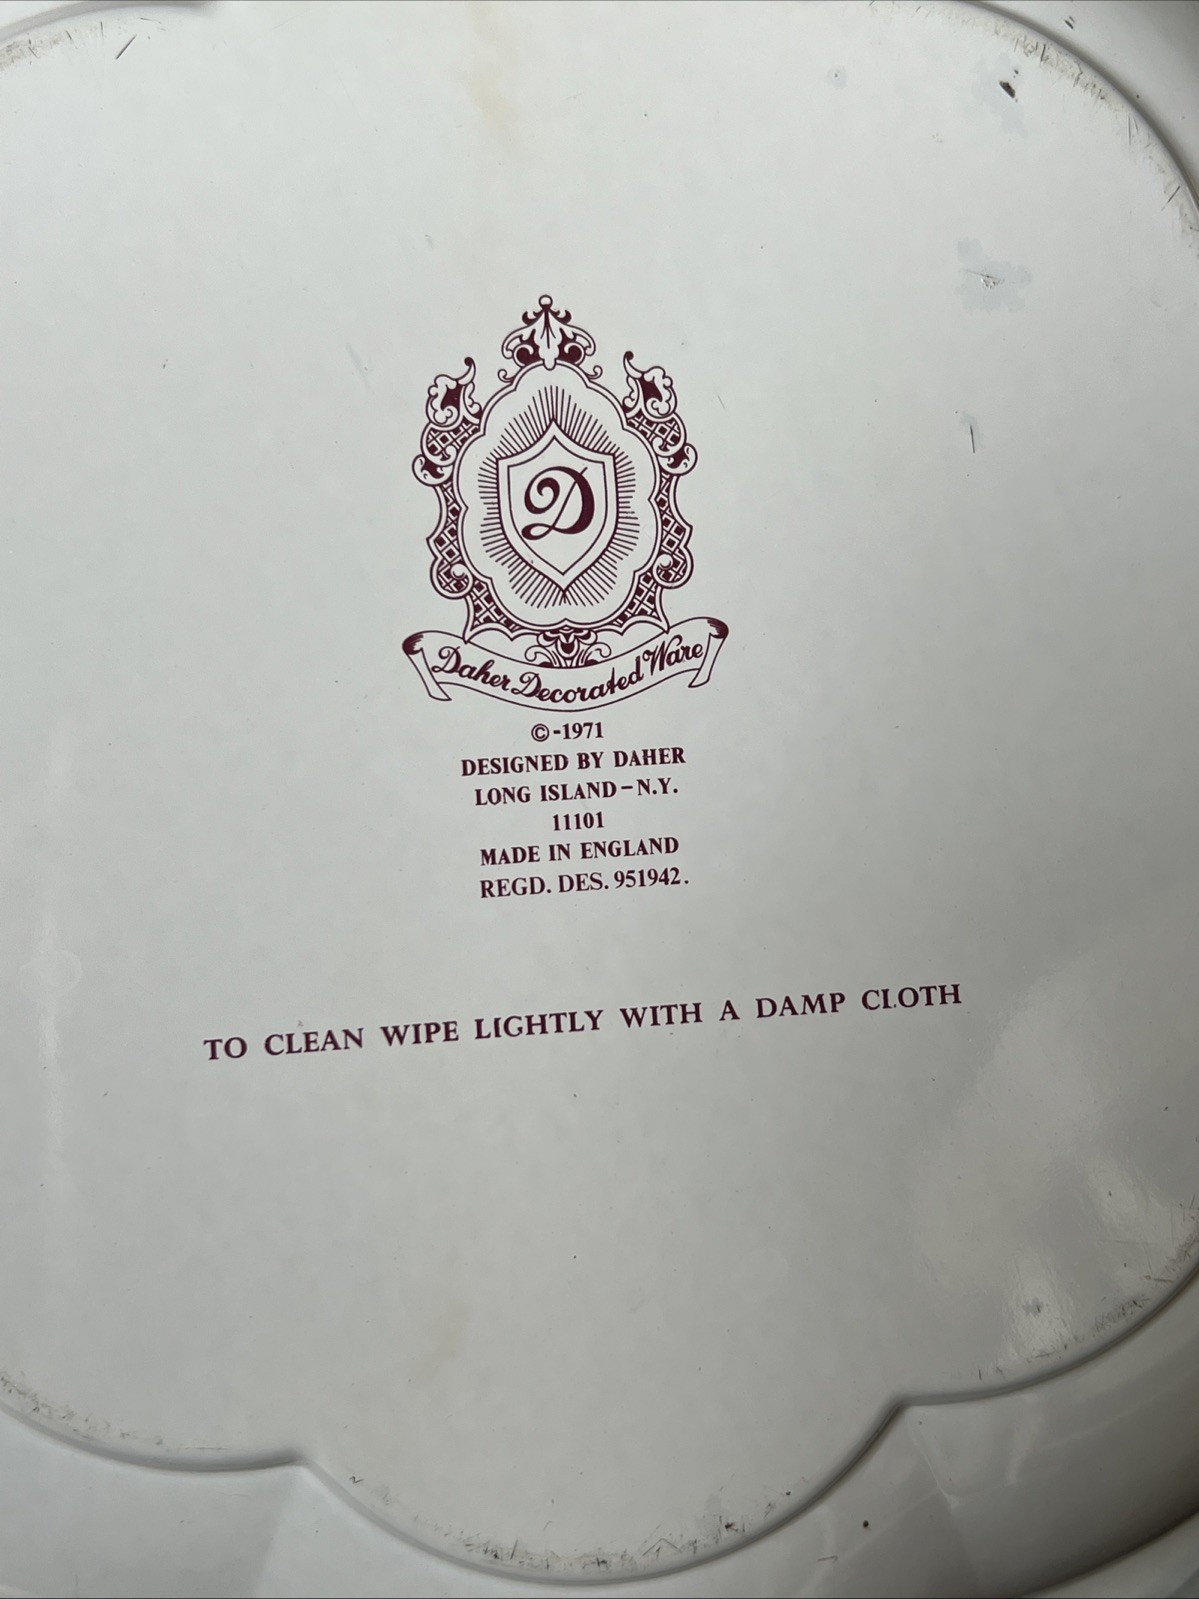 D
Daher Decorated Ware
©-1971
DESIGNED BY DAHER
LONG ISLAND-N.Y.
11101
MADE IN ENGLAND
REGD. DES. 951942.
TO CLEAN WIPE LIGHTLY WITH A DAMP CLOTH